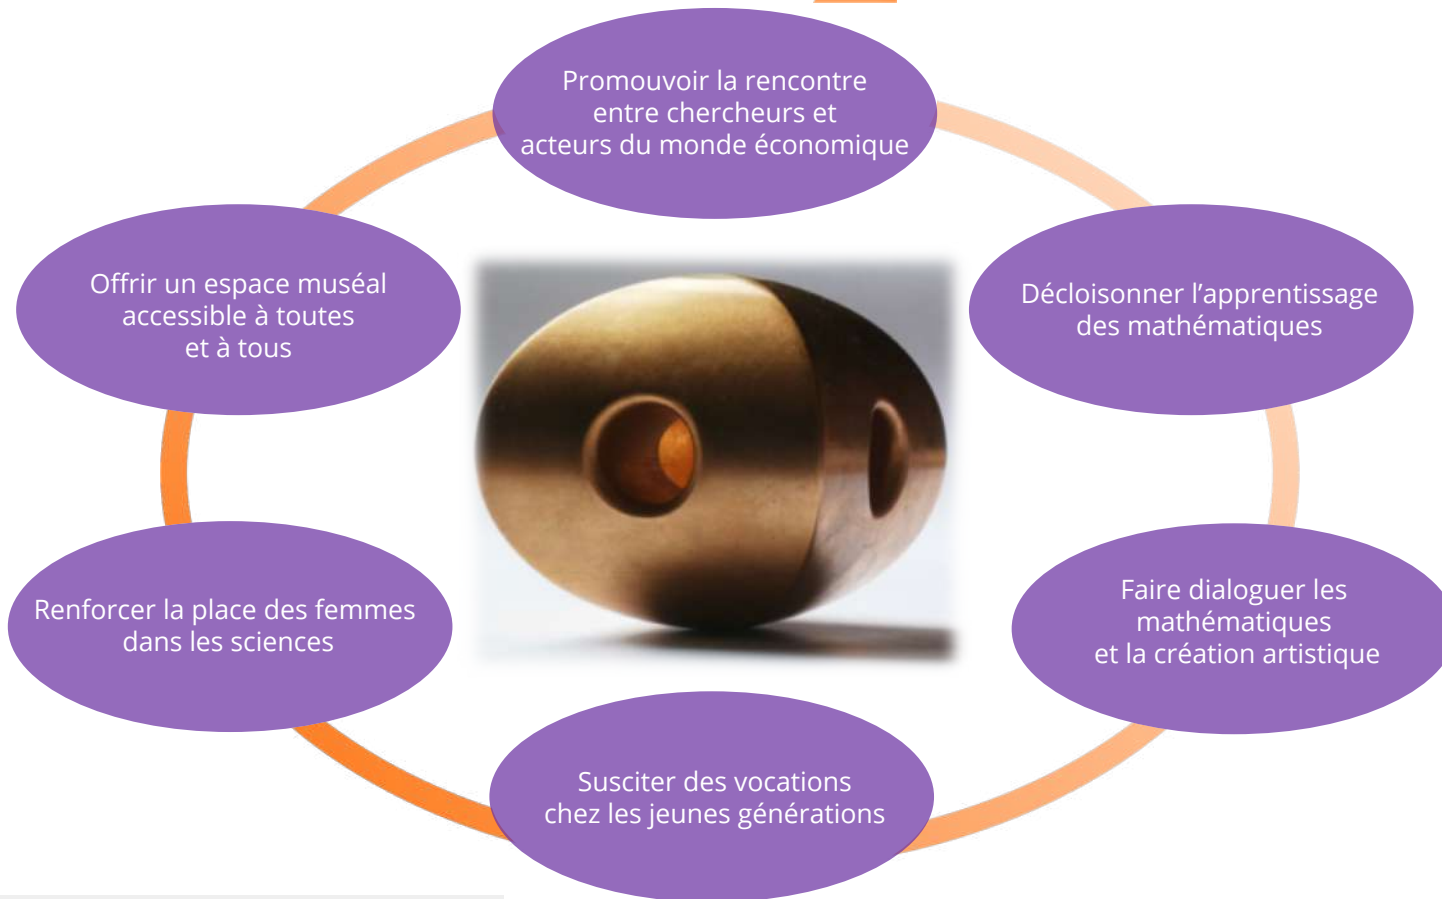 Promouvoir la rencontre
entre chercheurs et
acteurs du monde économique
Décloisonner l’apprentissage
des mathématiques
Faire dialoguer les
mathématiques
et la création artistique
Susciter des vocations
chez les jeunes générations
Renforcer la place des femmes
dans les sciences
Offrir un espace muséal
accessible à toutes
et à tous